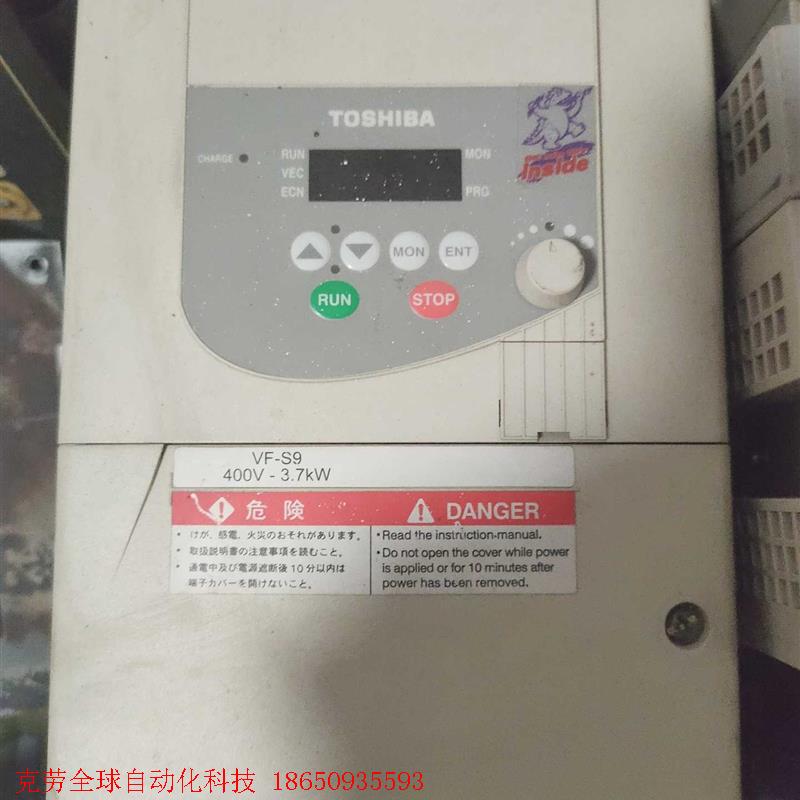 TOSHIBA
CHARGE
RUN
MON
VEC
ECN
PRG
inside
MON
ENT
RUN
STOP
VF-S9
400V - 3.7kW
危険
• けが、感電、火災のおそれがあります。
• 取扱説明書の注意事項を読むこと。
• 通電中及び電源遮断後10分以内は
端子カバーを開けないこと。
DANGER
• Read the instruction-manual.
• Do not open the cover while power
is applied or for 10 minutes after
power has been removed.
克劳全球自动化科技 18650935593